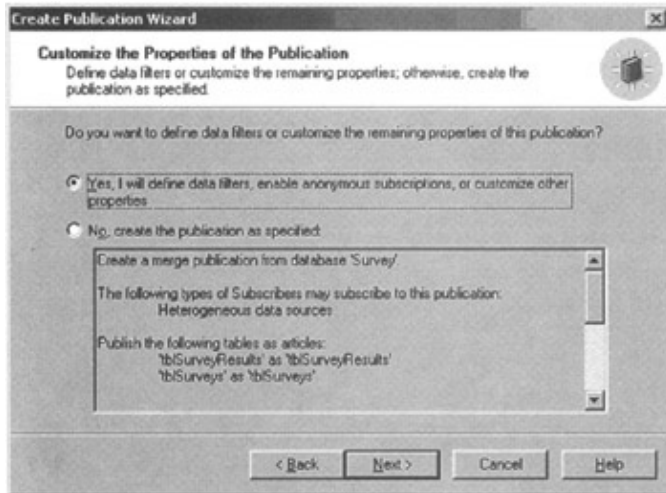 Create Publication Wizard
Customize the Properties of the Publication
Define data filters or customize the remaining properties; otherwise, create the
publication as specified.
Do you want to define data filters or customize the remaining properties of this publication?
Yes, I will define data filters, enable anonymous subscriptions, or customize other
properties
No, create the publication as specified:
Create a merge publication from database 'Survey'
The following types of Subscribers may subscribe to this publication:
Heterogeneous data sources
Publish the following tables as articles:
'tblSurveyResults' as 'tblSurveyResults'
'tblSurveys' as 'tblSurveys'
< Back
Next >
Cancel
Help